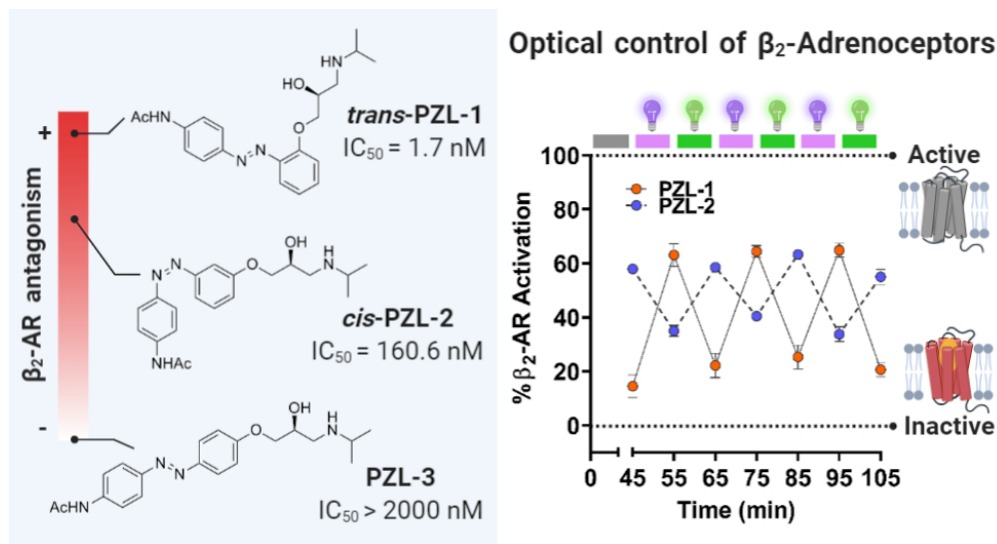 β₂-AR antagonism
+
-
HN
HO
O
AcHN
N
N
trans-PZL-1
IC₅₀ = 1.7 nM
OH
H
N
O
N
N
NHAc
cis-PZL-2
IC₅₀ = 160.6 nM
OH
H
N
O
N
N
AcHN
PZL-3
IC₅₀ > 2000 nM
Optical control of β₂-Adrenoceptors
% β₂-AR Activation
100
80
60
40
20
0
PZL-1
PZL-2
Active
Inactive
0 45 55 65 75 85 95 105
Time (min)